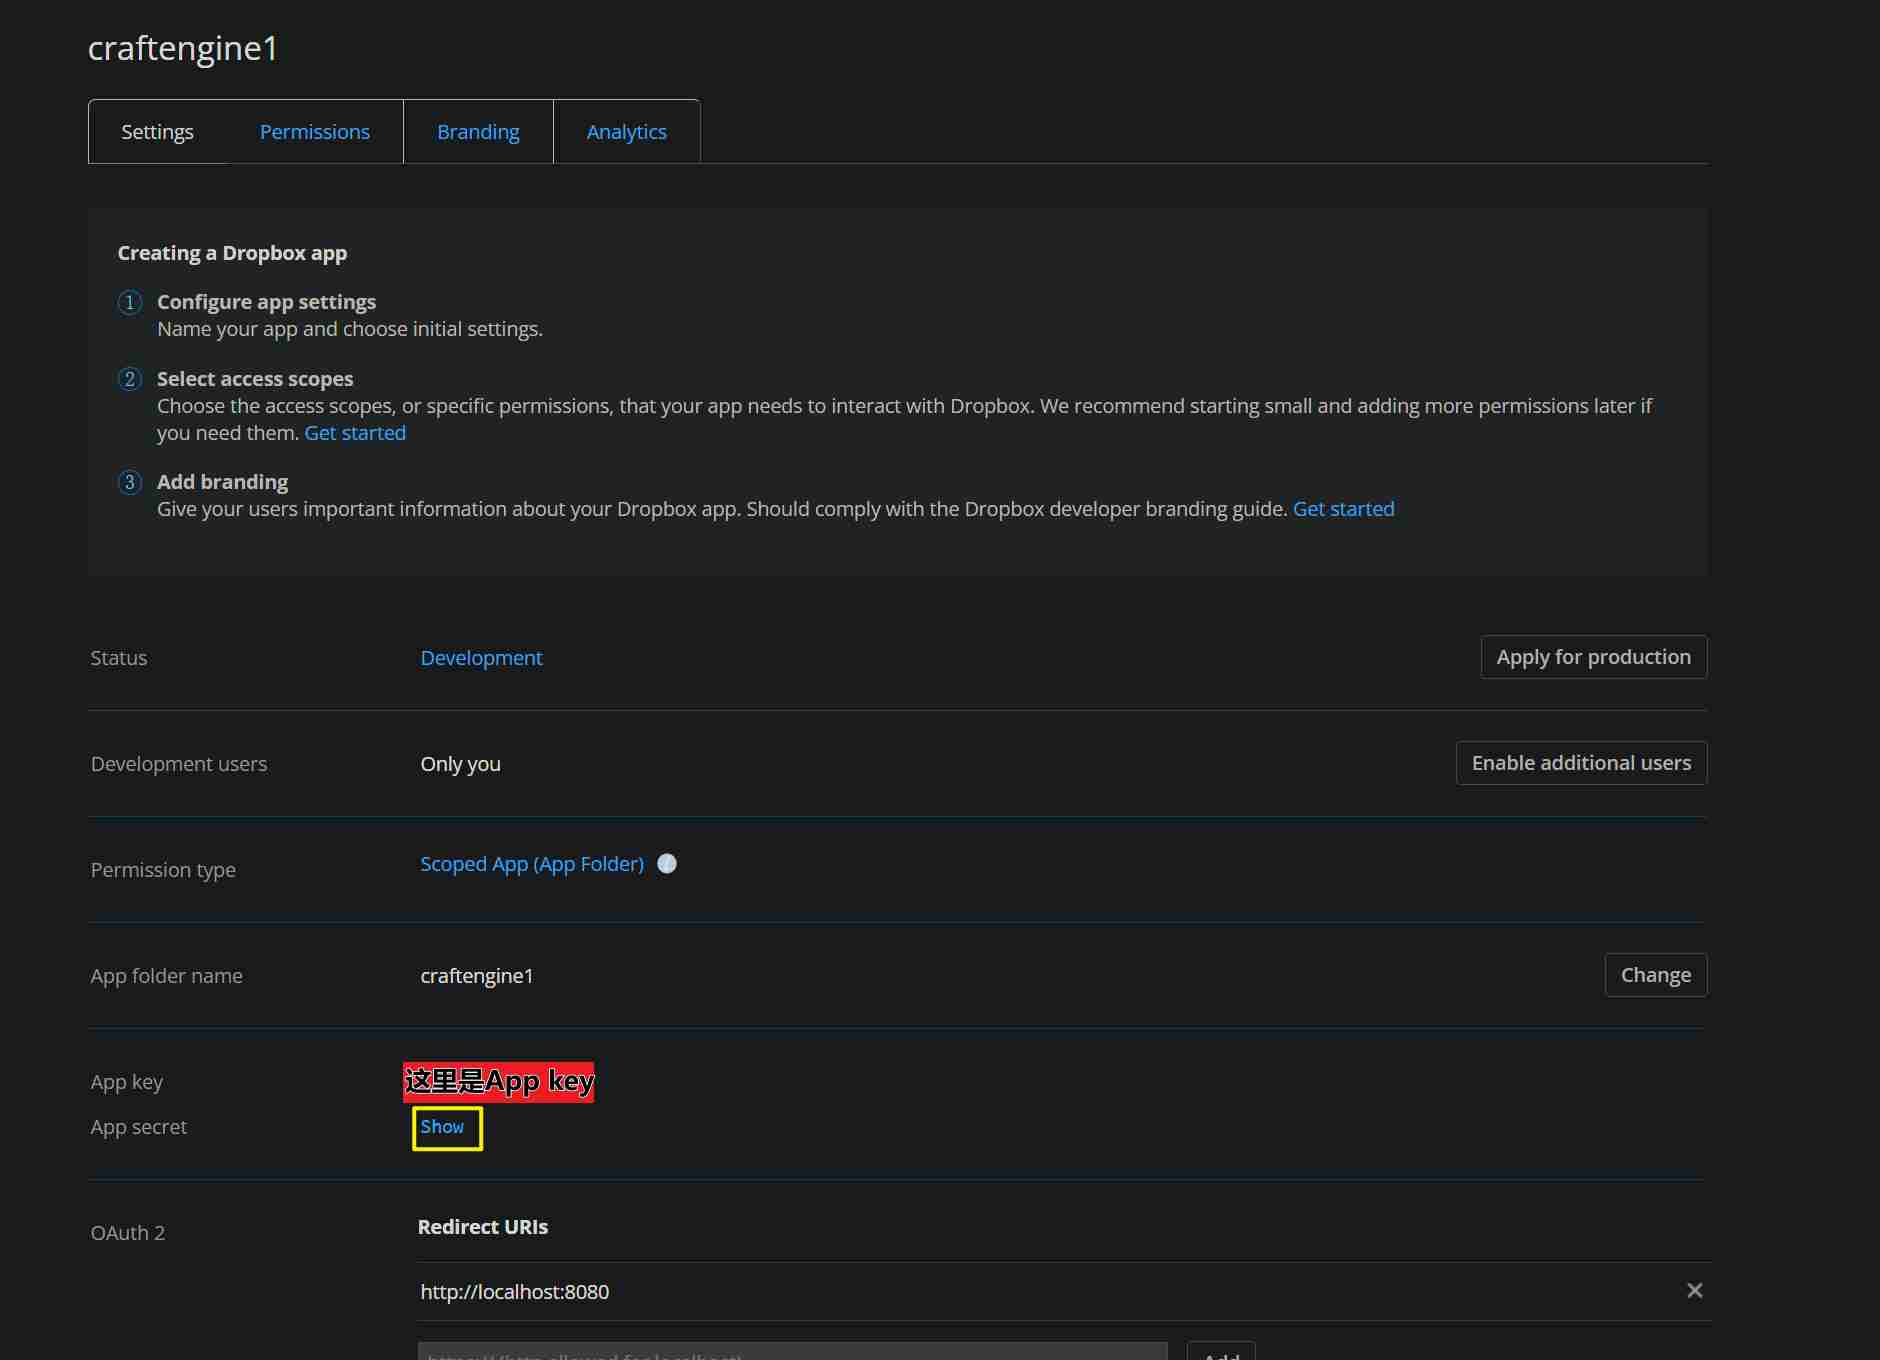 craftengine1
Settings
Permissions
Branding
Analytics
Creating a Dropbox app
1 Configure app settings
Name your app and choose initial settings.
2 Select access scopes
Choose the access scopes, or specific permissions, that your app needs to interact with Dropbox. We recommend starting small and adding more permissions later if
you need them. Get started
3 Add branding
Give your users important information about your Dropbox app. Should comply with the Dropbox developer branding guide. Get started
Status
Development
Apply for production
Development users
Only you
Enable additional users
Permission type
Scoped App (App Folder)
App folder name
craftengine1
Change
App key
这里是App key
App secret
Show
OAuth 2
Redirect URIs
http://localhost:8080
Add